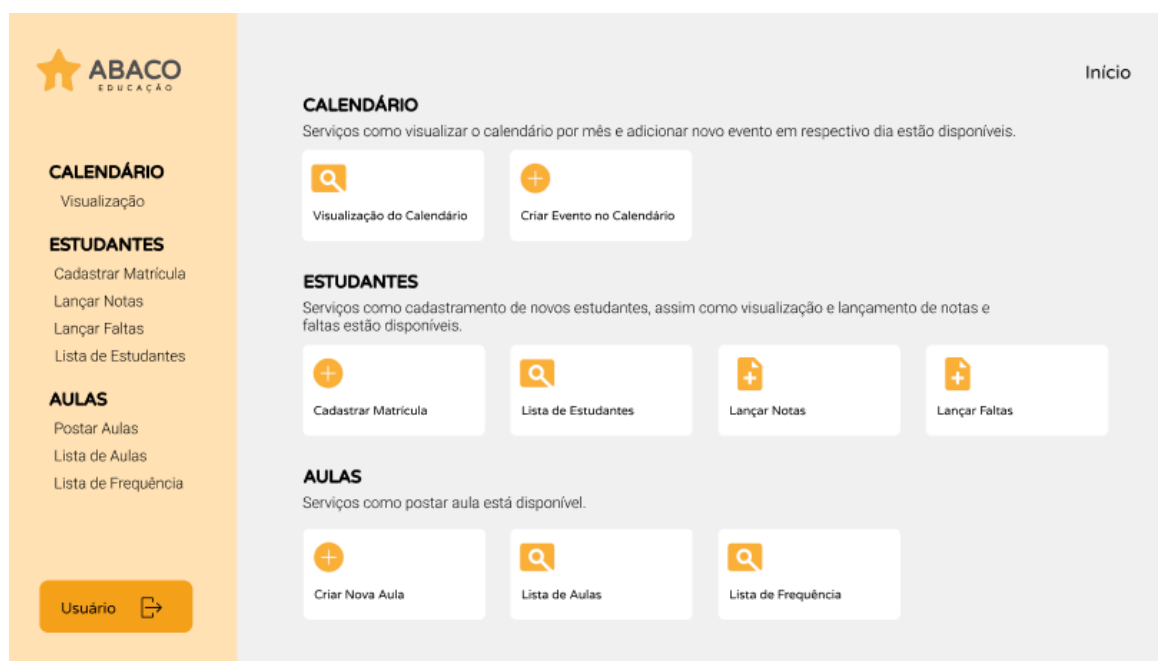 ABACO
EDUCAÇÃO
CALENDÁRIO
Visualização
ESTUDANTES
Cadastrar Matrícula
Lançar Notas
Lançar Faltas
Lista de Estudantes
AULAS
Postar Aulas
Lista de Aulas
Lista de Frequência
Usuário
Início
CALENDÁRIO
Serviços como visualizar o calendário por mês e adicionar novo evento em respectivo dia estão disponíveis.
Visualização do Calendário
Criar Evento no Calendário
ESTUDANTES
Serviços como cadastramento de novos estudantes, assim como visualização e lançamento de notas e
faltas estão disponíveis.
Cadastrar Matrícula
Lista de Estudantes
Lançar Notas
Lançar Faltas
AULAS
Serviços como postar aula está disponível.
Criar Nova Aula
Lista de Aulas
Lista de Frequência